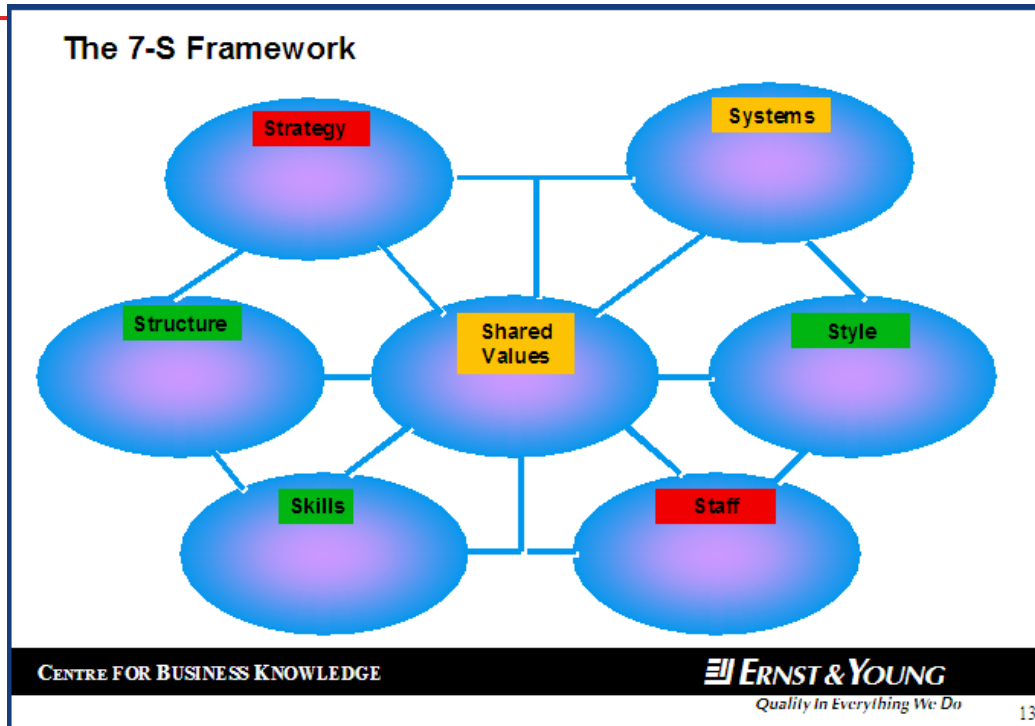 The 7-S Framework
Strategy
Systems
Structure
Shared
Values
Style
Skills
Staff
CENTRE FOR BUSINESS KNOWLEDGE
ERNST & YOUNG
Quality In Everything We Do